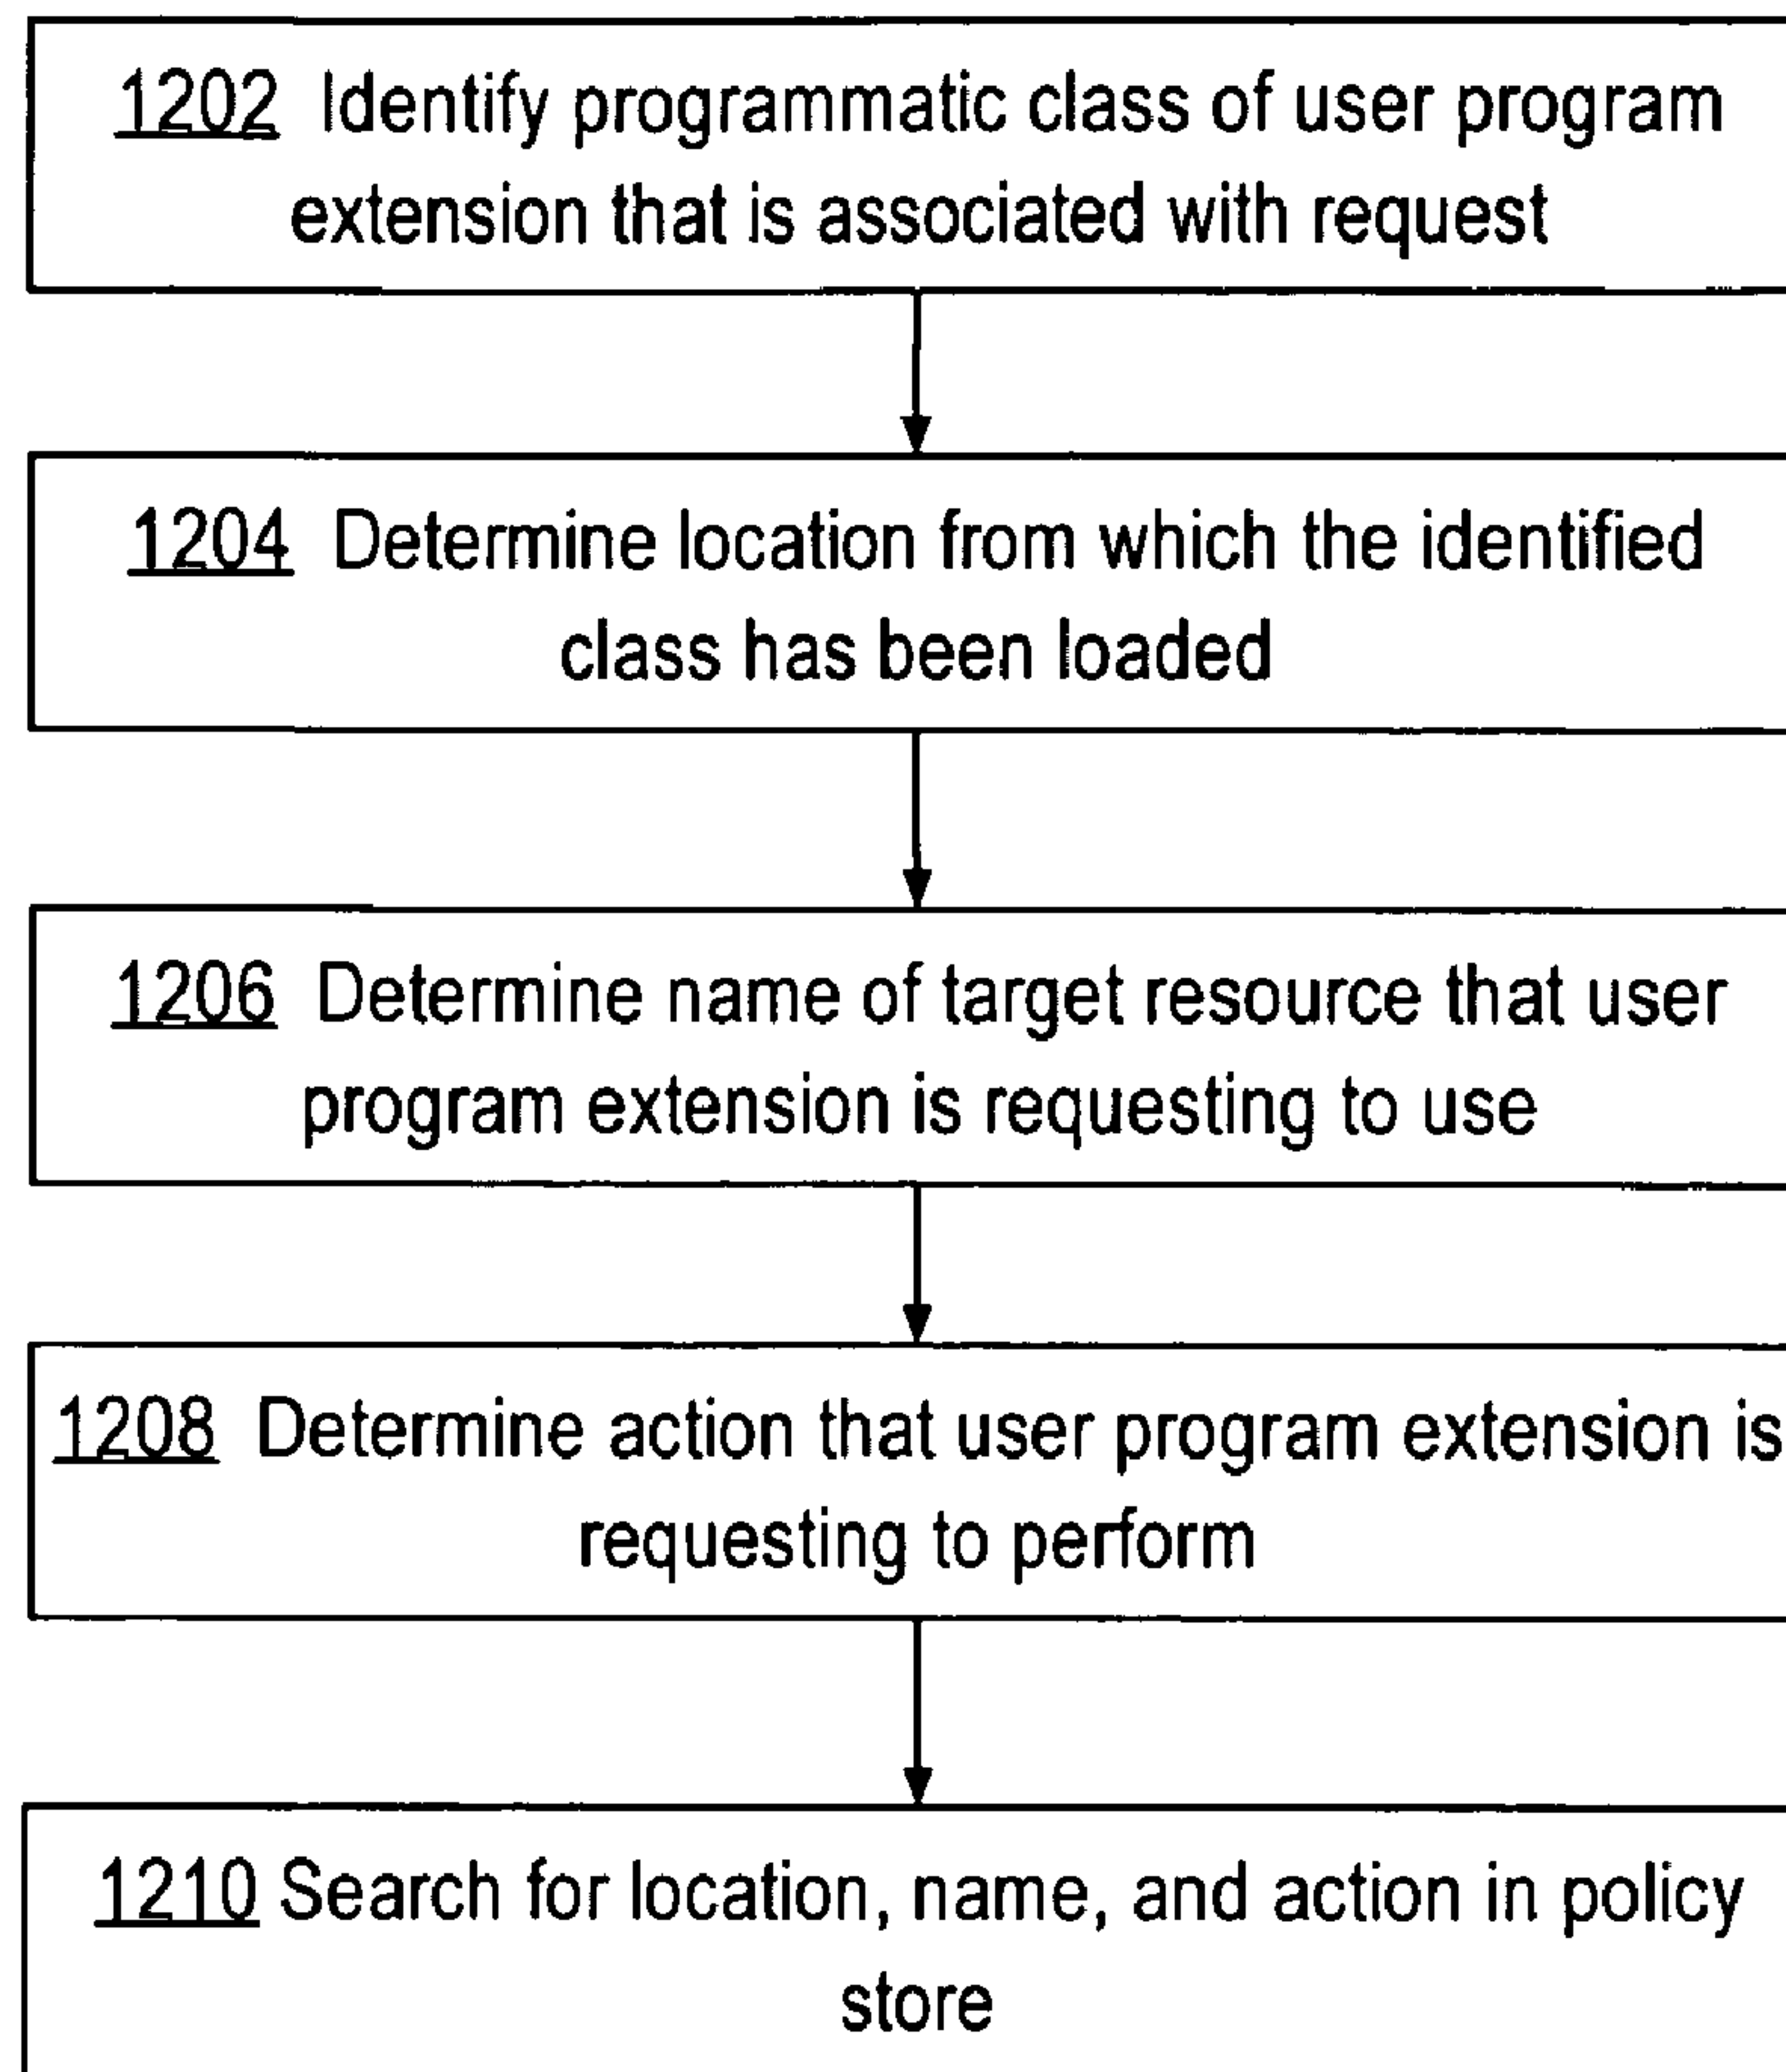 1202 Identify programmatic class of user program
extension that is associated with request
1204 Determine location from which the identified
class has been loaded
1206 Determine name of target resource that user
program extension is requesting to use
1208 Determine action that user program extension is
requesting to perform
1210 Search for location, name, and action in policy
store